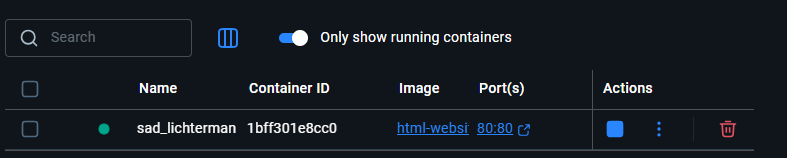 Search
Only show running containers
Name Container ID Image Port(s) Actions
sad_lichterman 1bff301e8cc0 html-websi 80:80